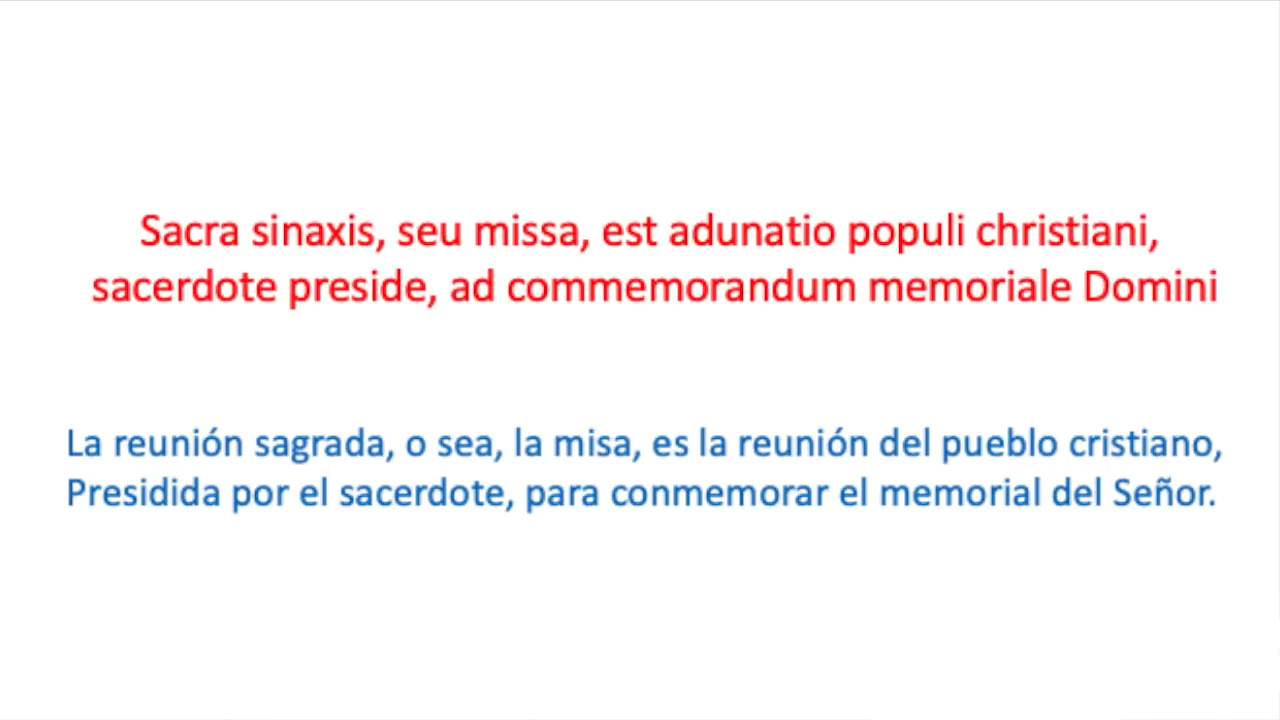 Sacra sinaxis, seu missa, est adunatio populi christiani,
sacerdote preside, ad commemorandum memoriale Domini
La reunión sagrada, o sea, la misa, es la reunión del pueblo cristiano,
Presidida por el sacerdote, para conmemorar el memorial del Señor.